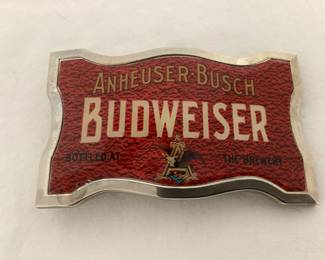 ANHEUSER-BUSCH
BUDWEISER
BOTTLED AT THE BREWERY